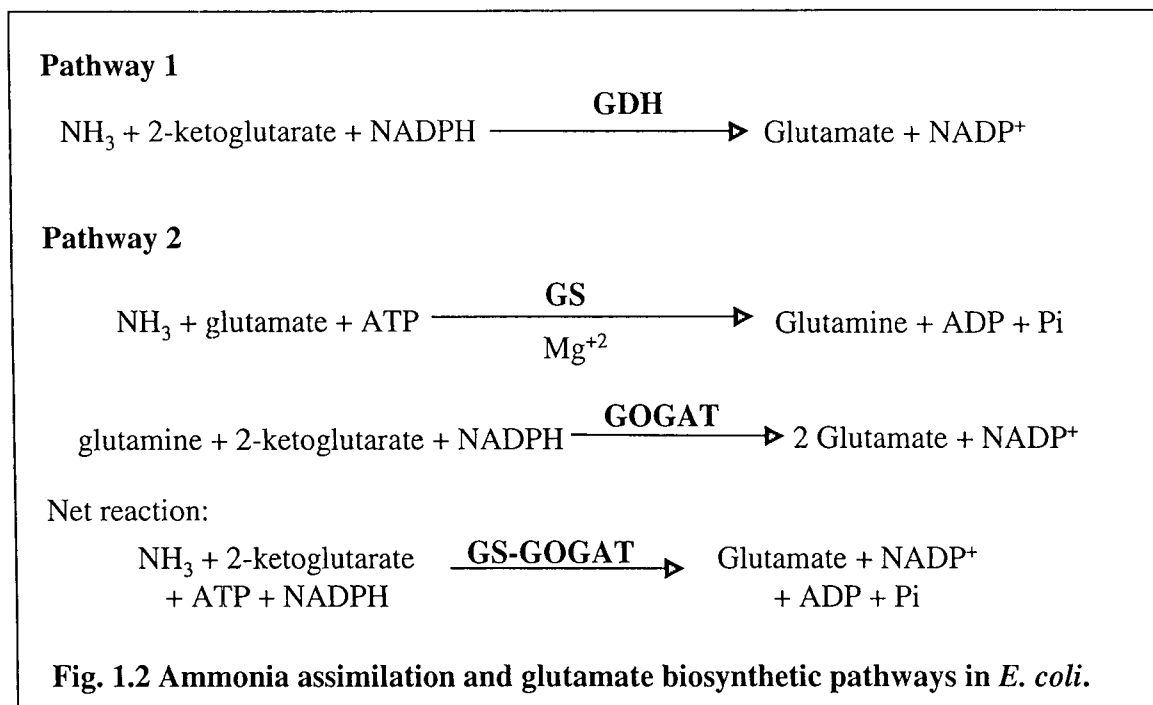 Pathway 1
GDH
NH₃ + 2-ketoglutarate + NADPH Glutamate + NADP⁺
Pathway 2
GS
NH₃ + glutamate + ATP Glutamine + ADP + Pi
Mg⁺²
GOGAT
glutamine + 2-ketoglutarate + NADPH 2 Glutamate + NADP⁺
Net reaction:
NH₃ + 2-ketoglutarate GS-GOGAT Glutamate + NADP⁺
+ ATP + NADPH + ADP + Pi
Fig. 1.2 Ammonia assimilation and glutamate biosynthetic pathways in E. coli.